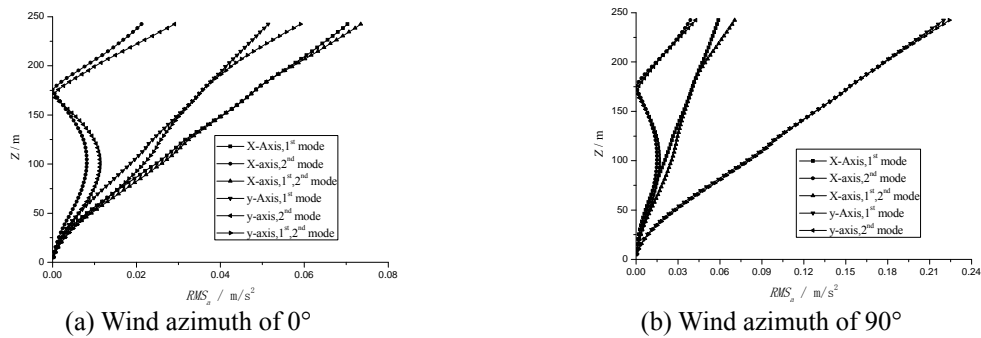 250
200
150
100
50
0
Z / m
X-Axis,1st mode
X-axis,2nd mode
X-axis,1st,2nd mode
y-Axis,1st mode
y-axis,2nd mode
y-axis,1st,2nd mode
0.00 0.02 0.04 0.06 0.08
RMSa / m/s2
(a) Wind azimuth of 0°
250
200
150
100
50
0
Z / m
X-Axis,1st mode
X-axis,2nd mode
X-axis,1st,2nd mode
y-Axis,1st mode
y-axis,2nd mode
0.00 0.03 0.06 0.09 0.12 0.15 0.18 0.21 0.24
RMSa / m/s2
(b) Wind azimuth of 90°